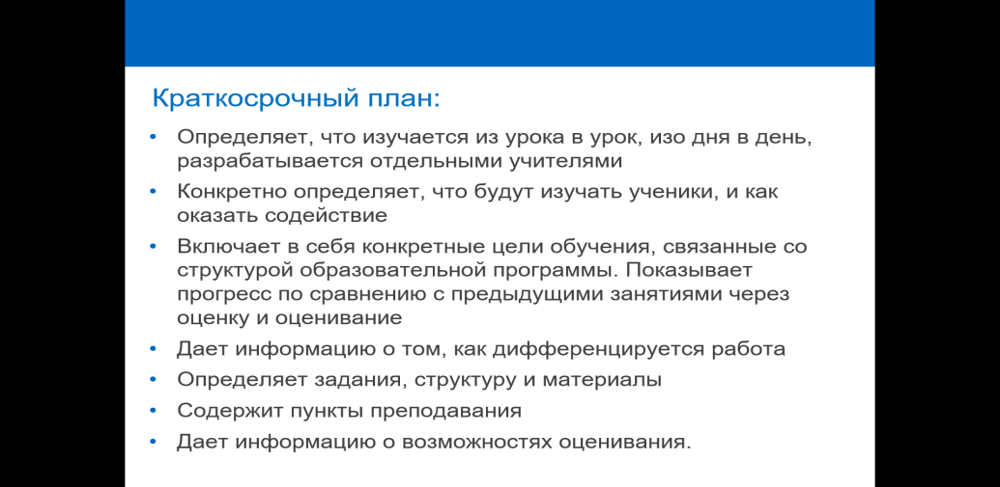 Краткосрочный план:
• Определяет, что изучается из урока в урок, изо дня в день,
разрабатывается отдельными учителями
• Конкретно определяет, что будут изучать ученики, и как
оказать содействие
• Включает в себя конкретные цели обучения, связанные со
структурой образовательной программы. Показывает
прогресс по сравнению с предыдущими занятиями через
оценку и оценивание
• Дает информацию о том, как дифференцируется работа
• Определяет задания, структуру и материалы
• Содержит пункты преподавания
• Дает информацию о возможностях оценивания.